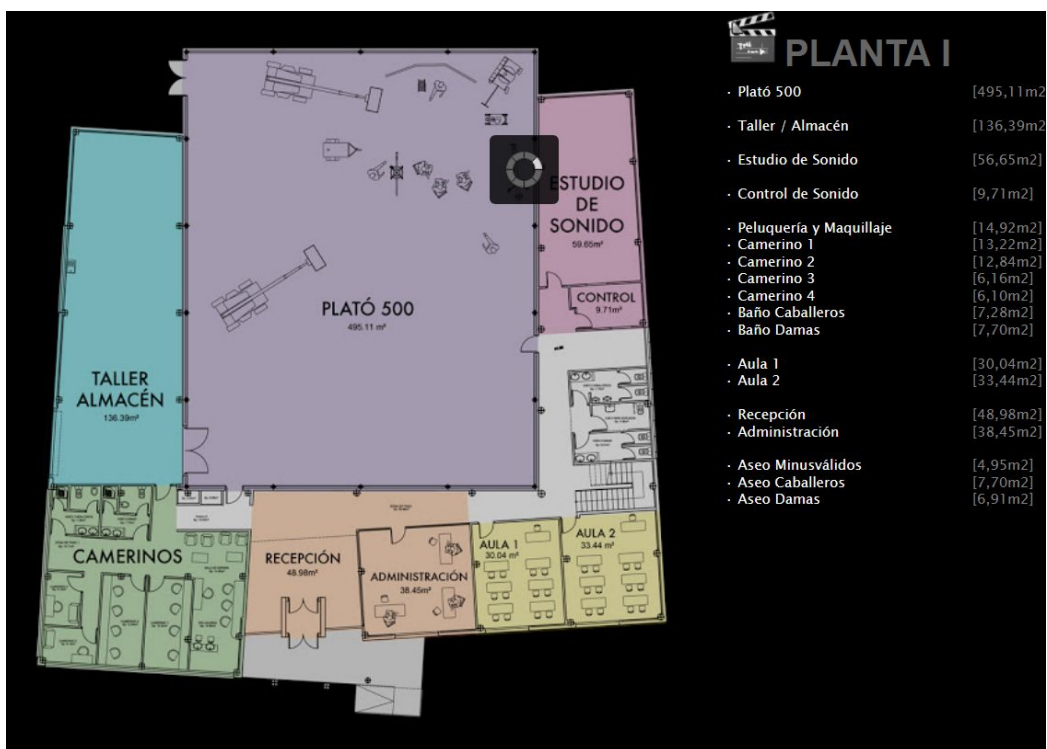 PLANTA I
· Plató 500 [495,11m2
· Taller / Almacén [136,39m2
· Estudio de Sonido [56,65m2]
· Control de Sonido [9,71m2]
· Peluquería y Maquillaje [14,92m2]
· Camerino 1 [13,22m2]
· Camerino 2 [12,84m2]
· Camerino 3 [6,16m2]
· Camerino 4 [6,10m2]
· Baño Caballeros [7,28m2]
· Baño Damas [7,70m2]
· Aula 1 [30,04m2]
· Aula 2 [33,44m2]
· Recepción [48,98m2]
· Administración [38,45m2]
· Aseo Minusválidos [4,95m2]
· Aseo Caballeros [7,70m2]
· Aseo Damas [6,91m2]
ESTUDIO
DE
SONIDO
59.65m²
CONTROL
9.71m²
PLATÓ 500
495.11 m²
TALLER
ALMACÉN
136.39m²
CAMERINOS
RECEPCIÓN
48.98m²
ADMINISTRACIÓN
38.45m²
AULA 1
30.04 m²
AULA 2
33.44 m²